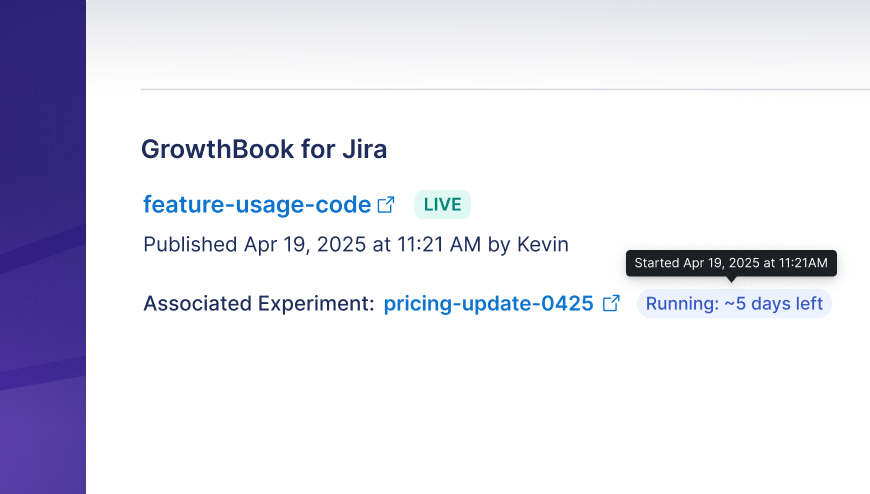 GrowthBook for Jira
feature-usage-code LIVE
Published Apr 19, 2025 at 11:21 AM by Kevin
Started Apr 19, 2025 at 11:21AM
Associated Experiment: pricing-update-0425 Running: ~5 days left